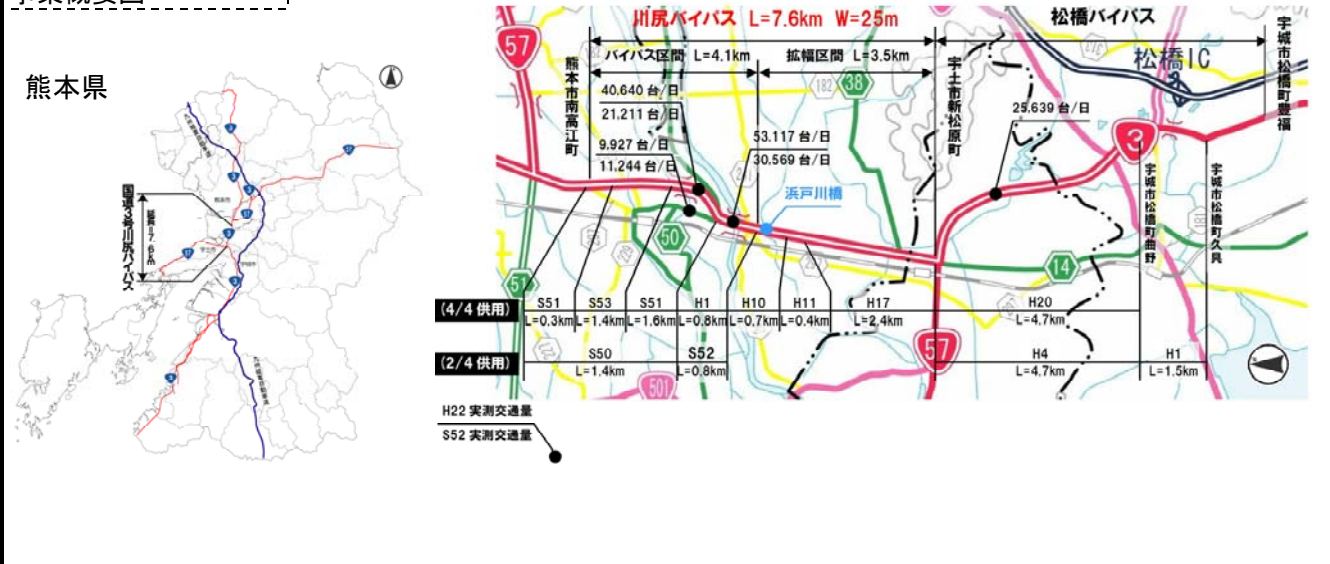 事業概要図
熊本県
国道3号川尻バイパス
延長=7.6km
川尻バイパス L=7.6km W=25m
松橋バイパス
バイパス区間 L=4.1km
拡幅区間 L=3.5km
熊本市南高江町
宇土市新松原町
宇城市松橋町豊福
松橋IC
57
182
38
3
40.640 台/日
21.211 台/日
9.927 台/日
11.244 台/日
53.117 台/日
30.569 台/日
25.639 台/日
浜戸川橋
宇城市松橋町曲野
宇城市松橋町久具
50
51
14
57
501
(4/4 供用)
S51 S53 S51 H1 H10 H11 H17 H20
L=0.3km L=1.4km L=1.6km L=0.8km L=0.7km L=0.4km L=2.4km L=4.7km
(2/4 供用)
S50 S52 H4 H1
L=1.4km L=0.8km L=4.7km L=1.5km
H22 実測交通量
S52 実測交通量